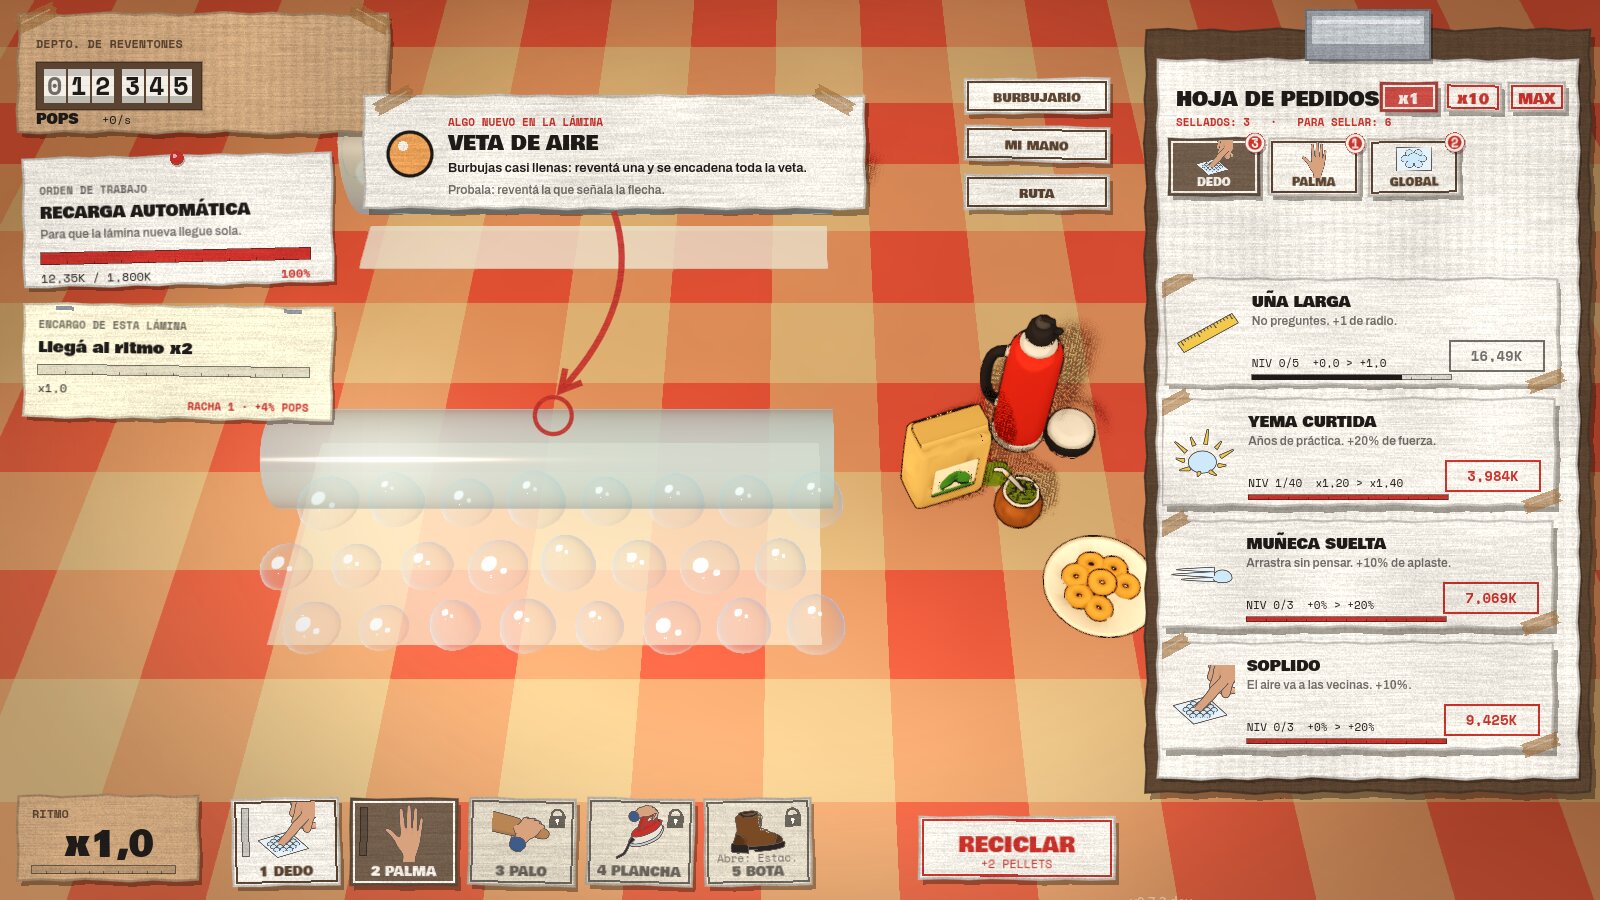 DEPTO. DE REVENTONES
012345
POPS +0/s
ORDEN DE TRABAJO
RECARGA AUTOMÁTICA
Para que la lámina nueva llegue sola.
12,35K / 1,800K 100%
ENCARGO DE ESTA LÁMINA
Llegá al ritmo x2
x1,0
RACHA 1 · +4% POPS
ALGO NUEVO EN LA LÁMINA
VETA DE AIRE
Burbujas casi llenas: reventá una y se encadena toda la veta.
Probala: reventá la que señala la flecha.
BURBUJARIO
MI MANO
RUTA
HOJA DE PEDIDOS x1 x10 MAX
SELLADOS: 3 · PARA SELLAR: 6
DEDO 3
PALMA 1
GLOBAL 2
UÑA LARGA
No preguntes. +1 de radio.
NIV 0/5 +0,0 > +1,0
16,49K
YEMA CURTIDA
Años de práctica. +20% de fuerza.
NIV 1/40 x1,20 > x1,40
3,984K
MUÑECA SUELTA
Arrastra sin pensar. +10% de aplaste.
NIV 0/3 +0% > +20%
7,069K
SOPLIDO
El aire va a las vecinas. +10%.
NIV 0/3 +0% > +20%
9,425K
RITMO
x1,0
1 DEDO
2 PALMA
3 PALO
4 PLANCHA
Abre: Estac.
5 BOTA
RECICLAR
+2 PELLETS